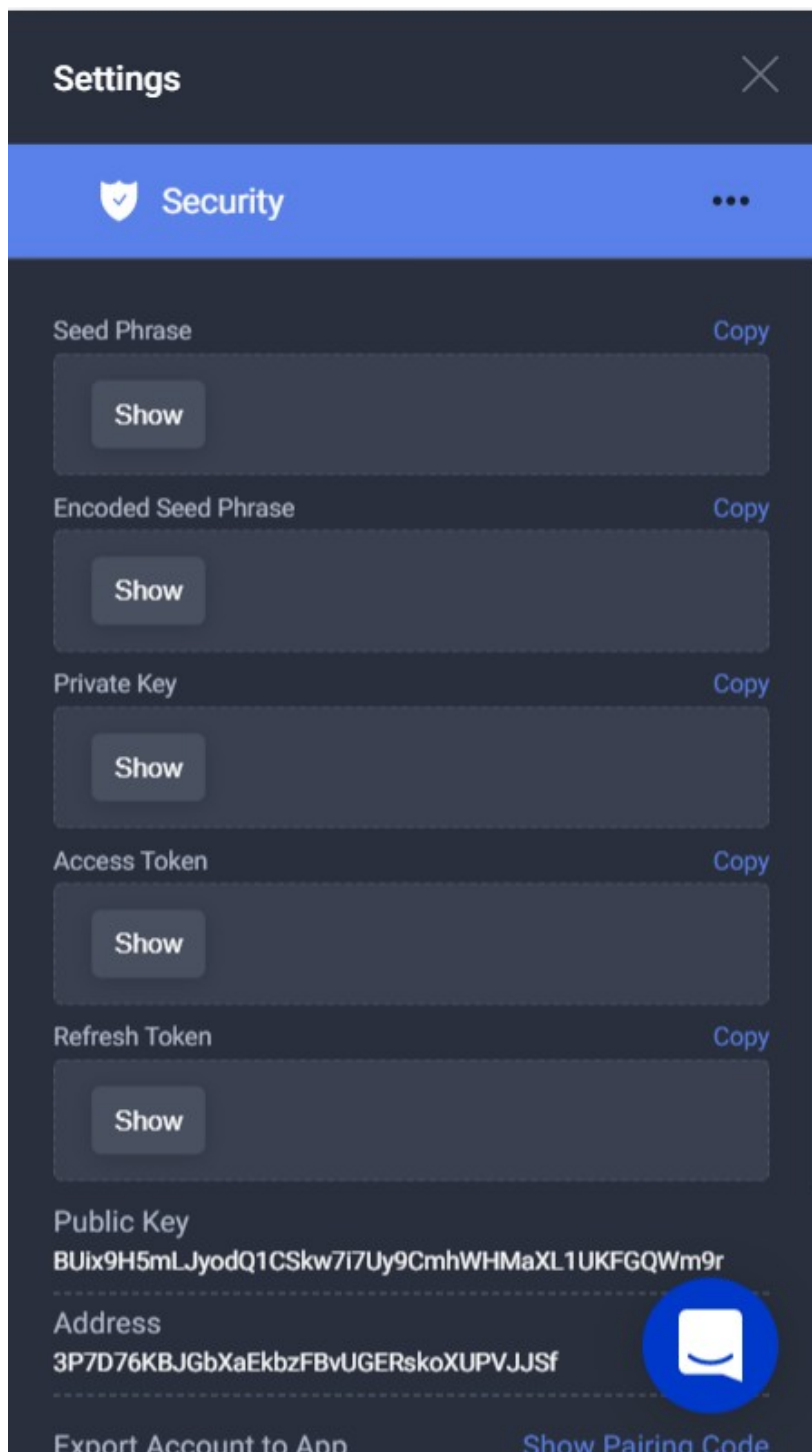 Settings
Security
Seed Phrase Copy
Show
Encoded Seed Phrase Copy
Show
Private Key Copy
Show
Access Token Copy
Show
Refresh Token Copy
Show
Public Key
BUix9H5mLJyodQ1CSkw7i7Uy9CmhWHMaXL1UKFGQWm9r
Address
3P7D76KBJGbXaEkbzFBvUGERskoXUPVJJSf
Export Account to App Show Pairing Code